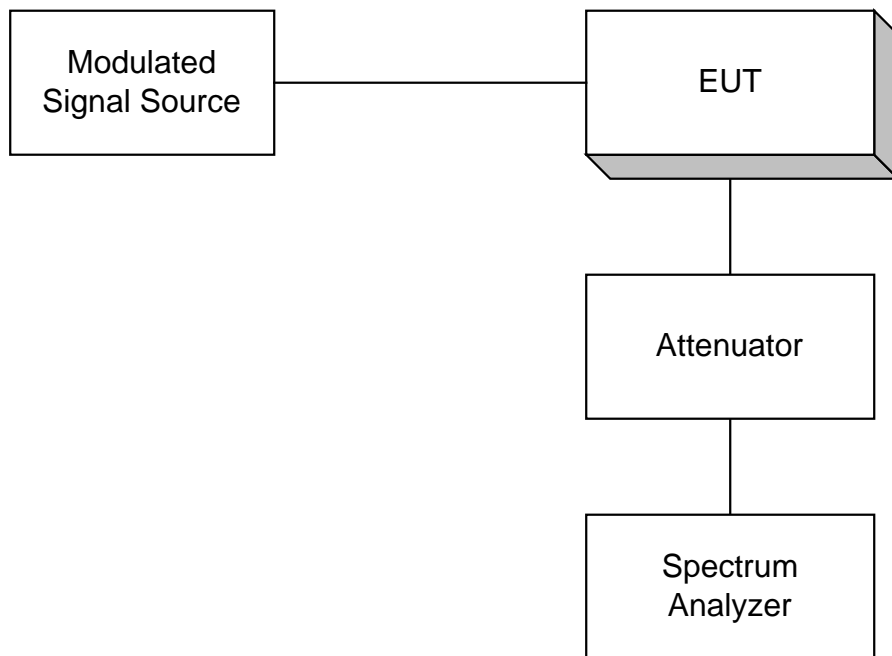 Modulated
Signal Source
EUT
Attenuator
Spectrum
Analyzer